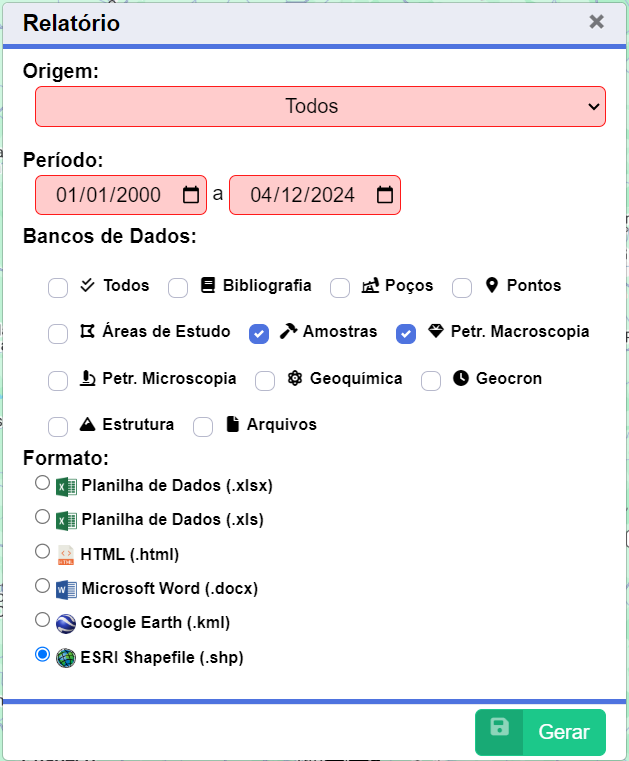 Relatório ×
Origem:
Todos
Período:
01/01/2000 a 04/12/2024
Bancos de Dados:
Todos Bibliografia Poços Pontos
Áreas de Estudo Amostras Petr. Macroscopia
Petr. Microscopia Geoquímica Geocron
Estrutura Arquivos
Formato:
Planilha de Dados (.xlsx)
Planilha de Dados (.xls)
HTML (.html)
Microsoft Word (.docx)
Google Earth (.kml)
ESRI Shapefile (.shp)
Gerar